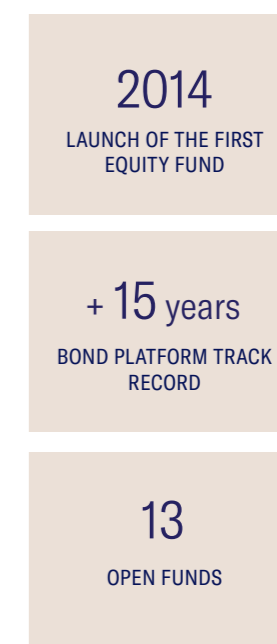 2014
LAUNCH OF THE FIRST
EQUITY FUND
+ 15 years
BOND PLATFORM TRACK
RECORD
13
OPEN FUNDS